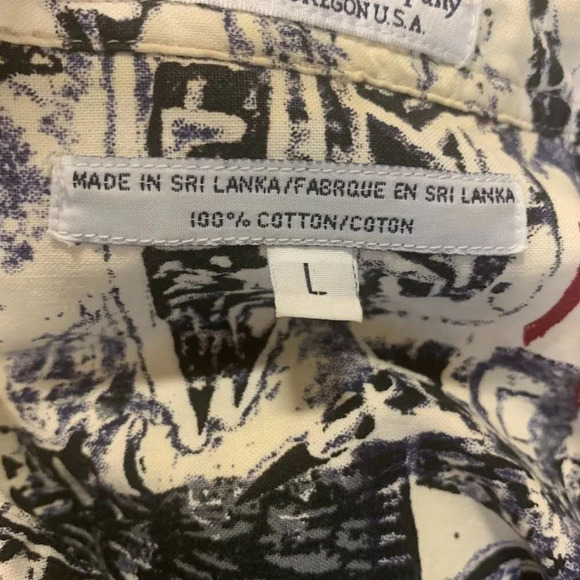 OREGON U.S.A.
MADE IN SRI LANKA/FABRQUE EN SRI LANKA
100% COTTON/COTON
L